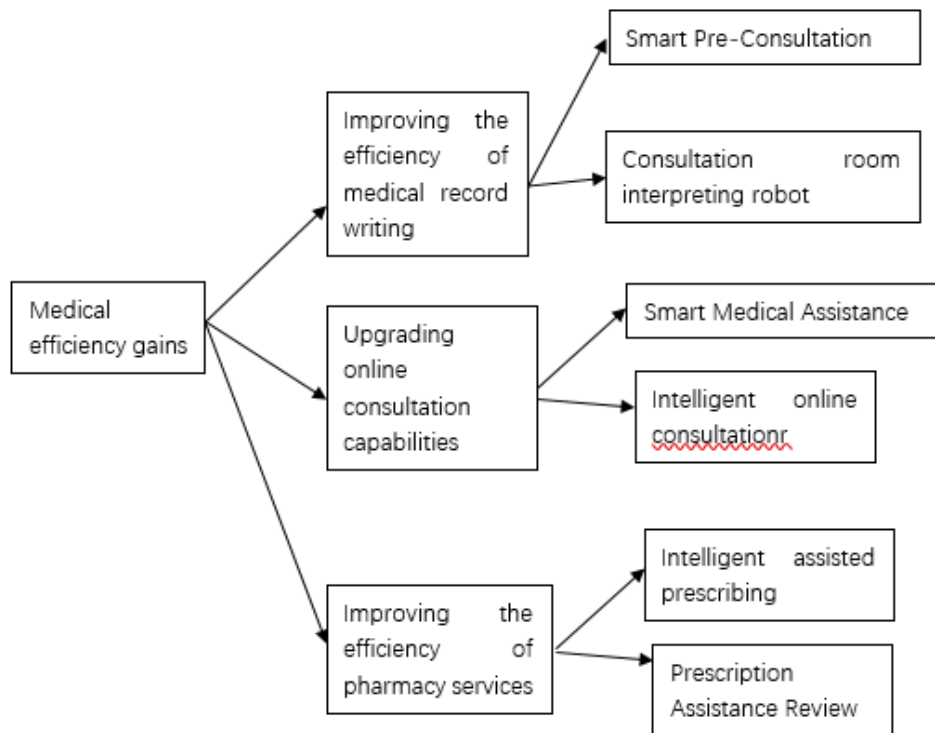 Smart Pre-Consultation
Improving the
efficiency of
medical record
writing
Consultation room
interpreting robot
Medical
efficiency gains
Upgrading
online
consultation
capabilities
Smart Medical Assistance
Intelligent online
consultationr
Improving the
efficiency of
pharmacy services
Intelligent assisted
prescribing
Prescription
Assistance Review